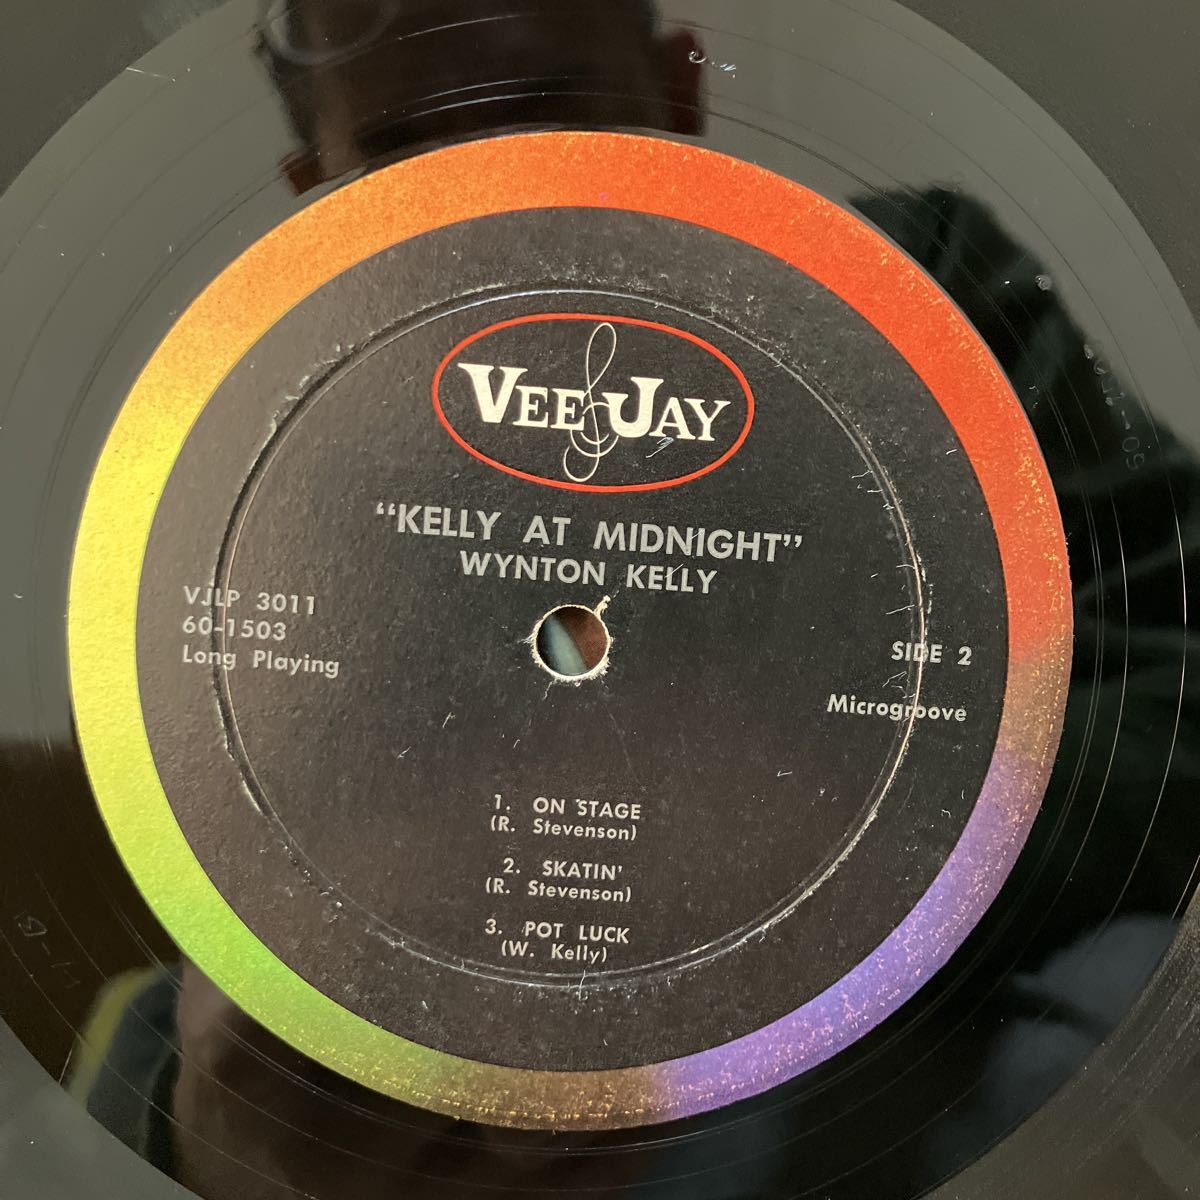 VEE JAY
"KELLY AT MIDNIGHT"
WYNTON KELLY
VJLP 3011
60-1503
Long Playing
SIDE 2
Microgroove
1. ON STAGE
(R. Stevenson)
2. SKATIN'
(R. Stevenson)
3. POT LUCK
(W. Kelly)